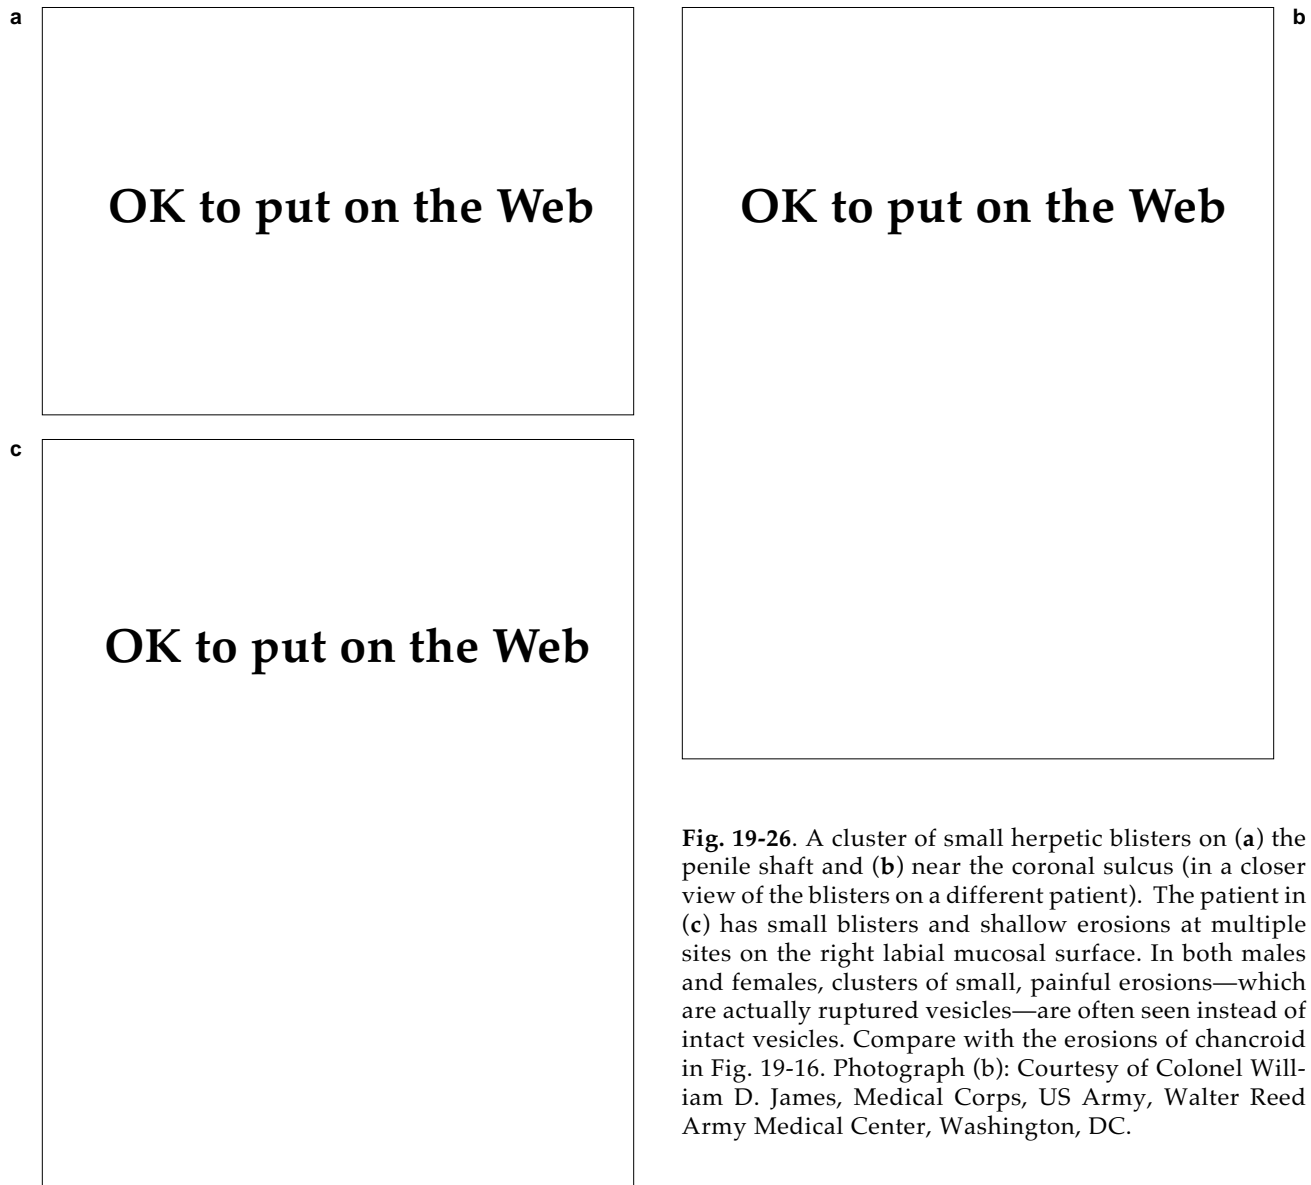 a
OK to put on the Web
b
OK to put on the Web
c
OK to put on the Web
Fig. 19-26. A cluster of small herpetic blisters on (a) the
penile shaft and (b) near the coronal sulcus (in a closer
view of the blisters on a different patient). The patient in
(c) has small blisters and shallow erosions at multiple
sites on the right labial mucosal surface. In both males
and females, clusters of small, painful erosions—which
are actually ruptured vesicles—are often seen instead of
intact vesicles. Compare with the erosions of chancroid
in Fig. 19-16. Photograph (b): Courtesy of Colonel Will-
iam D. James, Medical Corps, US Army, Walter Reed
Army Medical Center, Washington, DC.